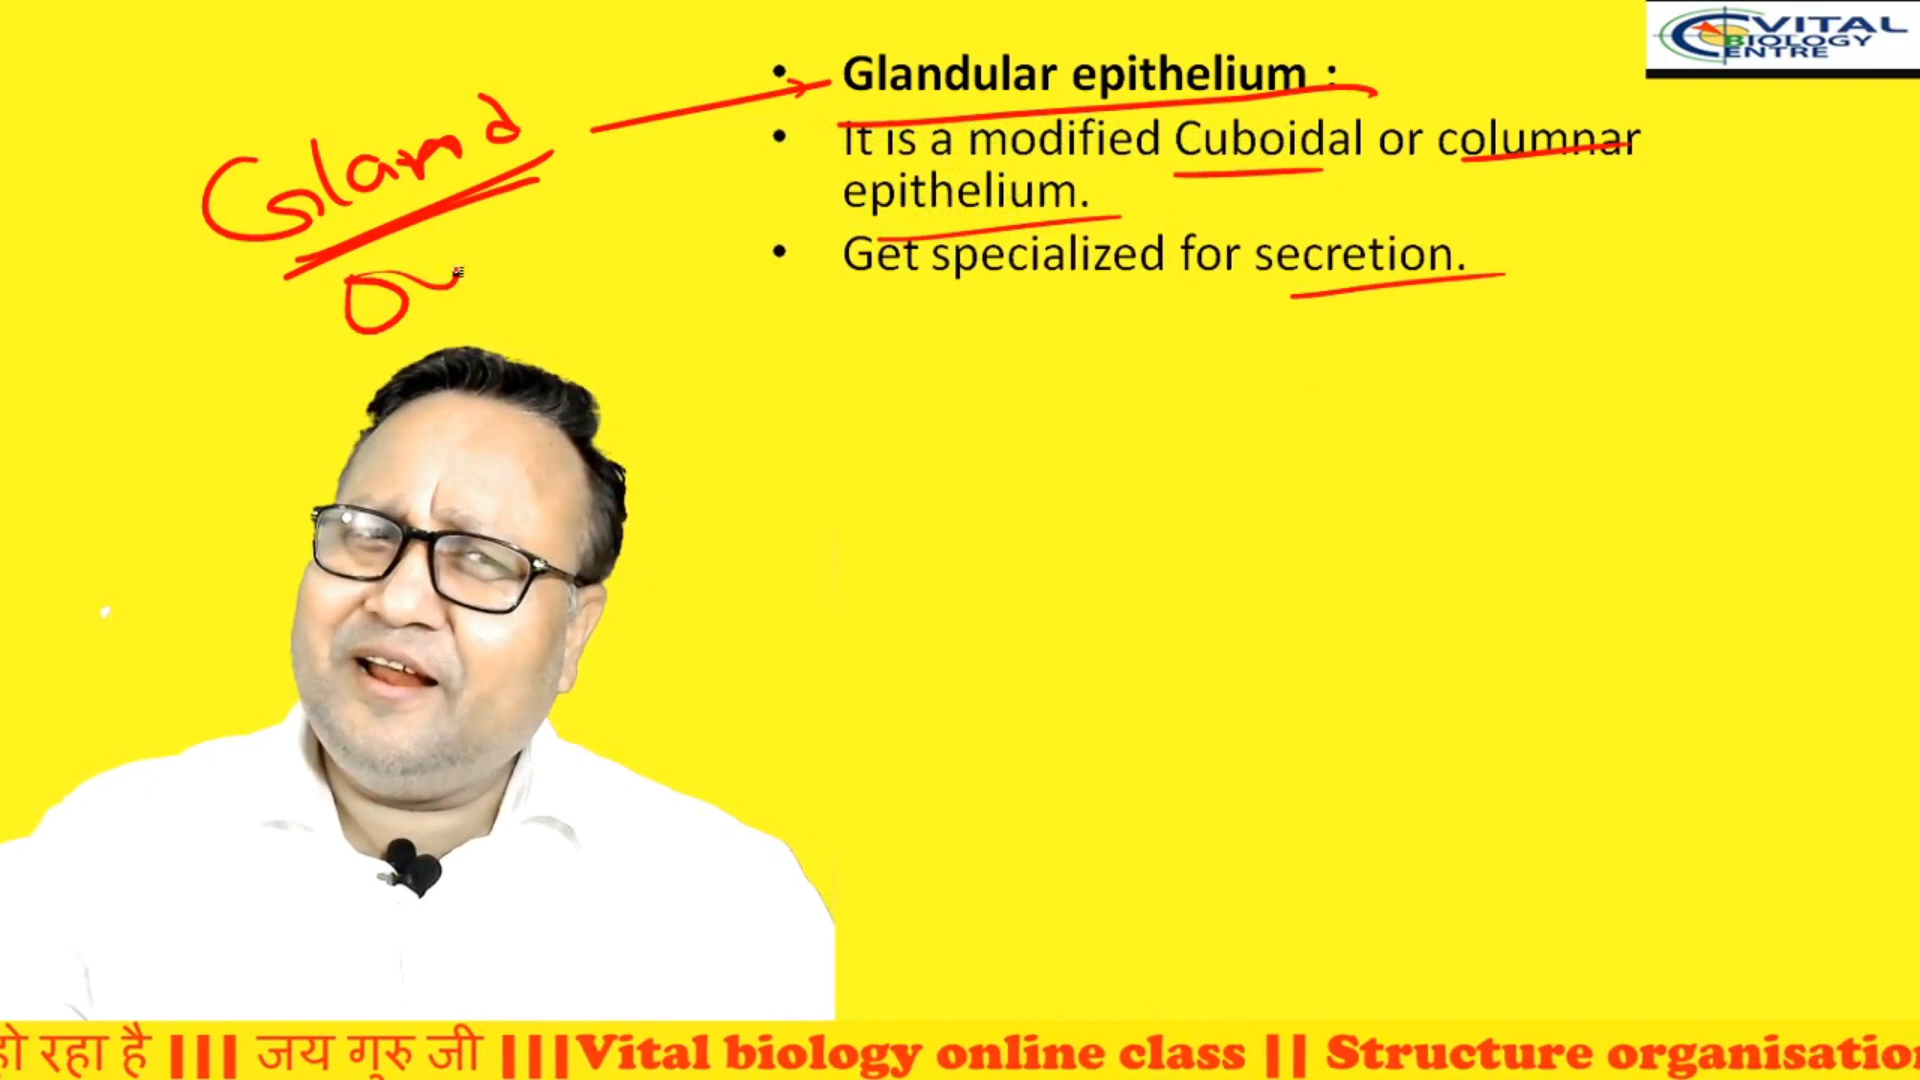 VITAL
BIOLOGY
CENTRE
• Glandular epithelium :
• It is a modified Cuboidal or columnar
epithelium.
• Get specialized for secretion.
Gland
हो रहा है ||| जय गुरु जी |||Vital biology online class || Structure organisation